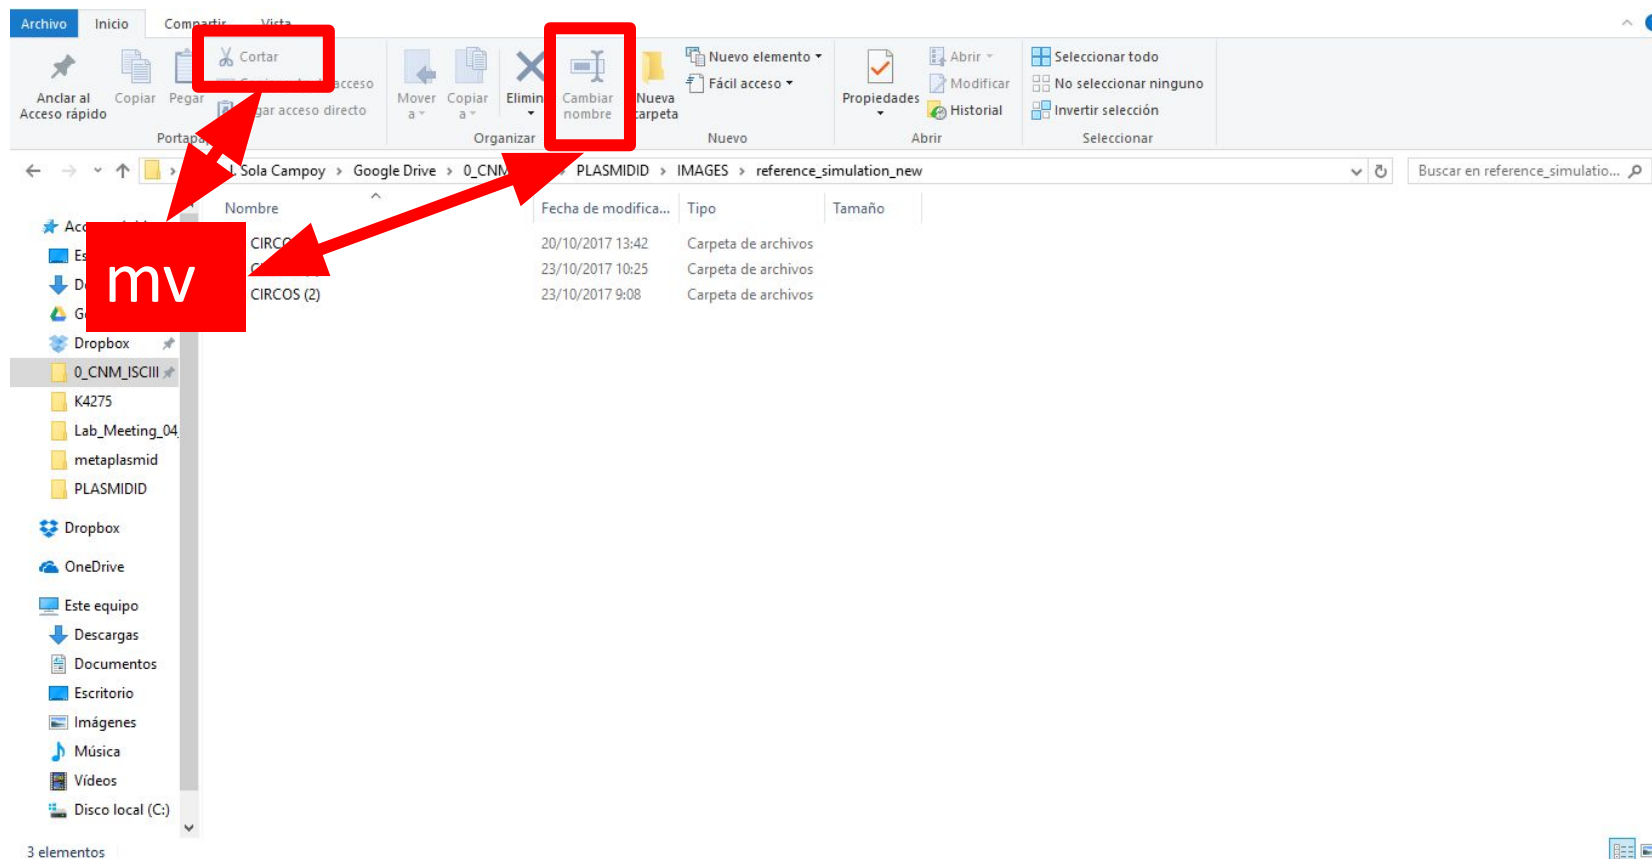 Archivo Inicio Compartir Vista
Cortar
acceso
acceso directo
Anclar al
Acceso rápido
Copiar
Pegar
Mover
a
Copiar
a
Cambiar
nombre
Nueva
carpeta
Nuevo elemento
Fácil acceso
Propiedades
Abrir
Modificar
Historial
Seleccionar todo
No seleccionar ninguno
Invertir selección
Organizar
Nuevo
Abrir
Seleccionar
Sola Campoy > Google Drive > PLASMIDID > IMAGES > reference_simulation_new
Buscar en reference_simulatio...
Nombre Fecha de modifica... Tipo Tamaño
20/10/2017 13:42 Carpeta de archivos
23/10/2017 10:25 Carpeta de archivos
CIRCOS (2) 23/10/2017 9:08 Carpeta de archivos
mv
Dropbox
0_CNM_ISCIII
K4275
Lab_Meeting_04_
metaplasmid
PLASMIDID
Dropbox
OneDrive
Este equipo
Descargas
Documentos
Escritorio
Imágenes
Música
Vídeos
Disco local (C:)
3 elementos